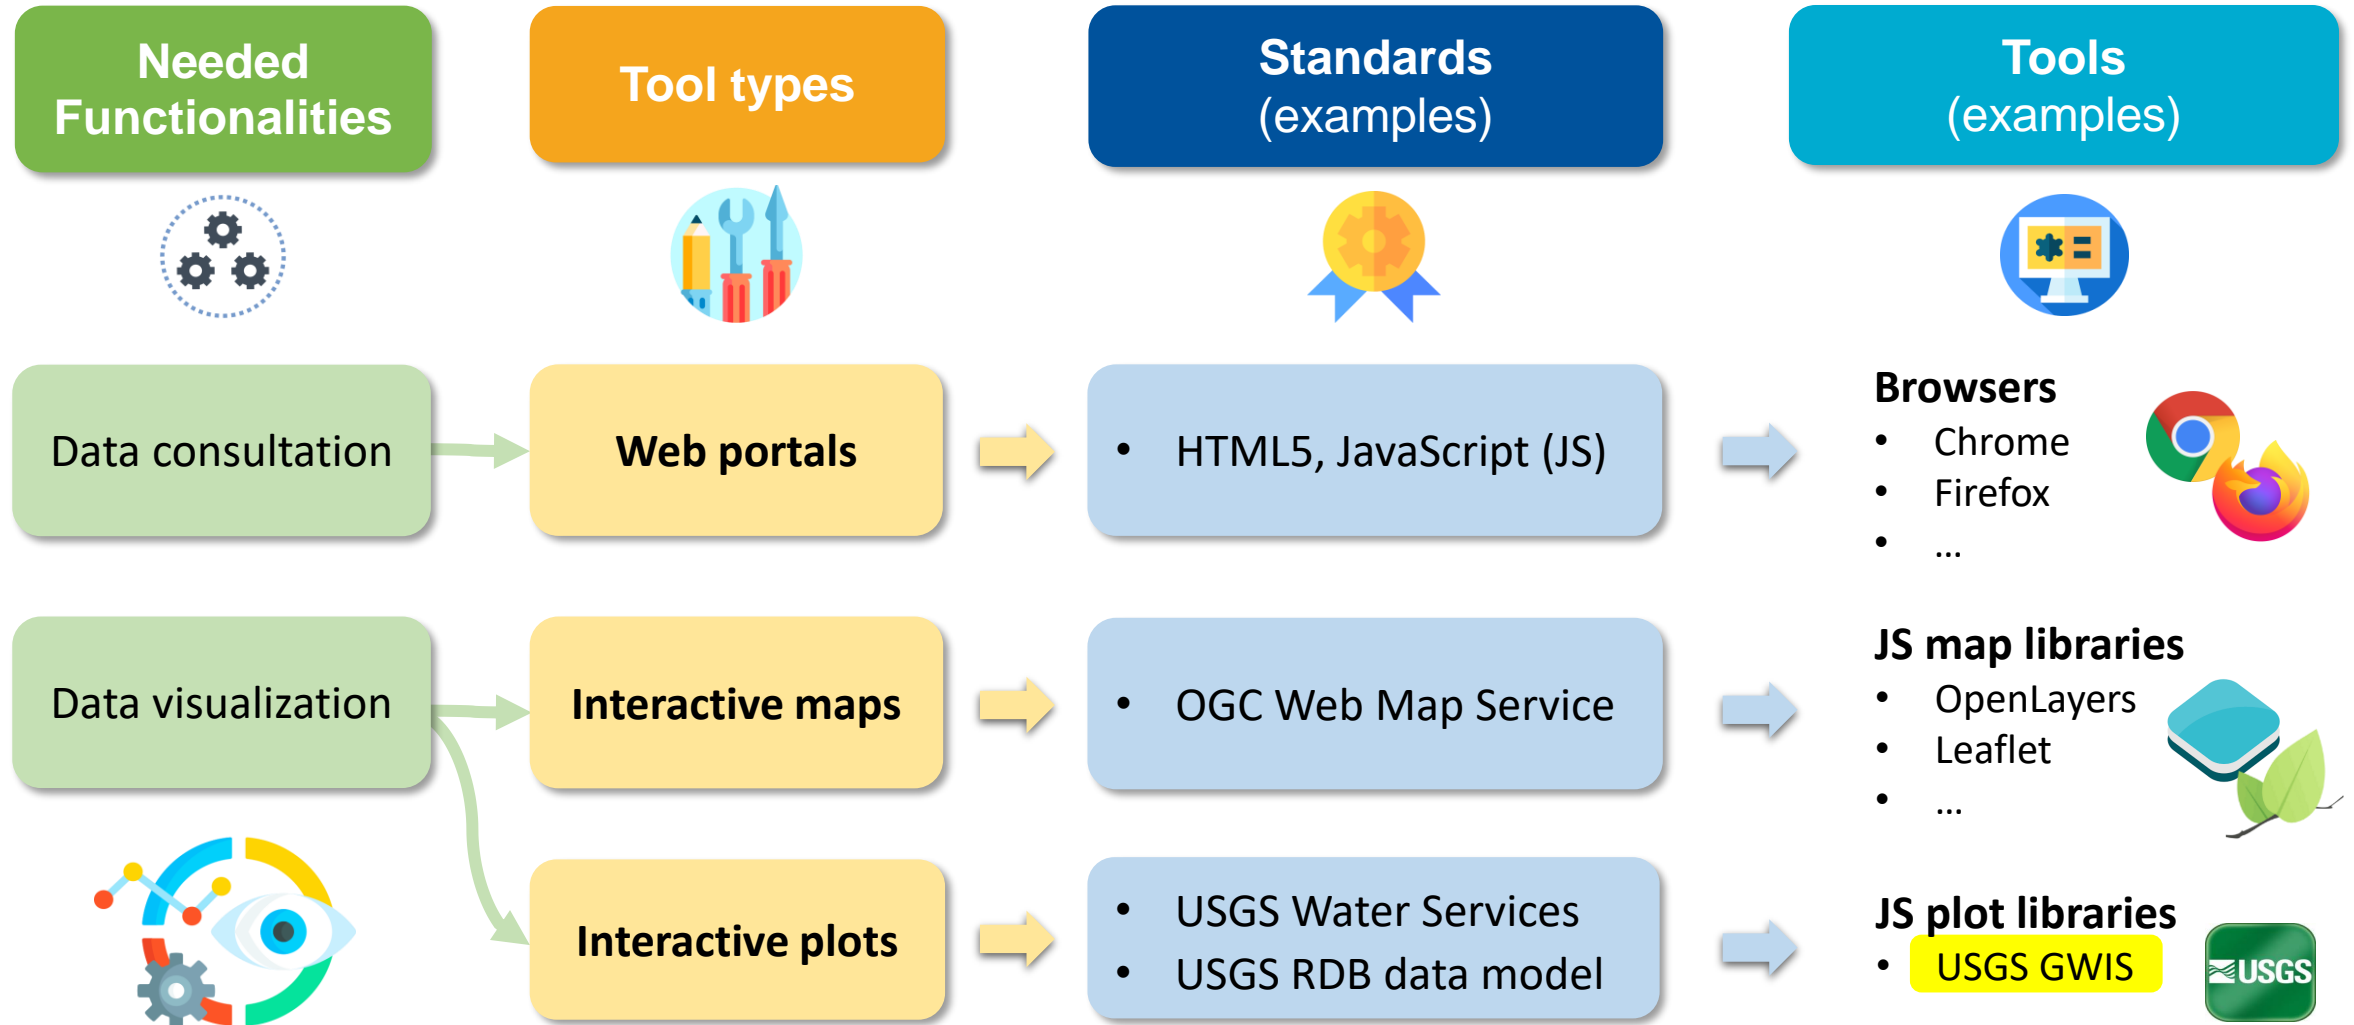 Needed
Functionalities
Tool types
Standards
(examples)
Tools
(examples)
Data consultation
Web portals
• HTML5, JavaScript (JS)
Browsers
• Chrome
• Firefox
• ...
Data visualization
Interactive maps
• OGC Web Map Service
JS map libraries
• OpenLayers
• Leaflet
• ...
Interactive plots
• USGS Water Services
• USGS RDB data model
JS plot libraries
• USGS GWIS
USGS